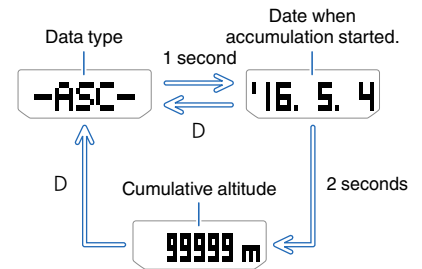 Date when
accumulation started.
Data type
1 second
-ASC-
'16. 5. 4
D
D
2 seconds
Cumulative altitude
99999 m